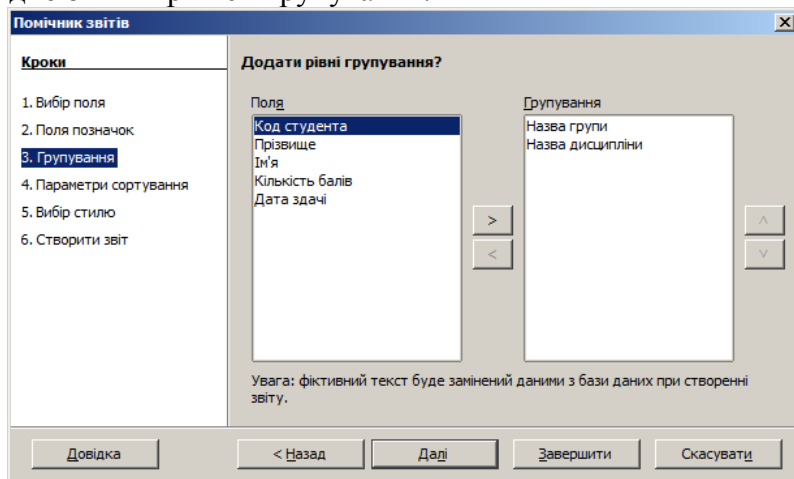 Помічник звітів
Кроки
1. Вибір поля
2. Поля позначок
3. Групування
4. Параметри сортування
5. Вибір стилю
6. Створити звіт
Додати рівні групування?
Поля
Код студента
Прізвище
Ім'я
Кількість балів
Дата здачі
>
<
Групування
Назва групи
Назва дисципліни
^
v
Увага: фіктивний текст буде замінений даними з бази даних при створенні
звіту.
Довідка
< Назад
Далі
Завершити
Скасувати